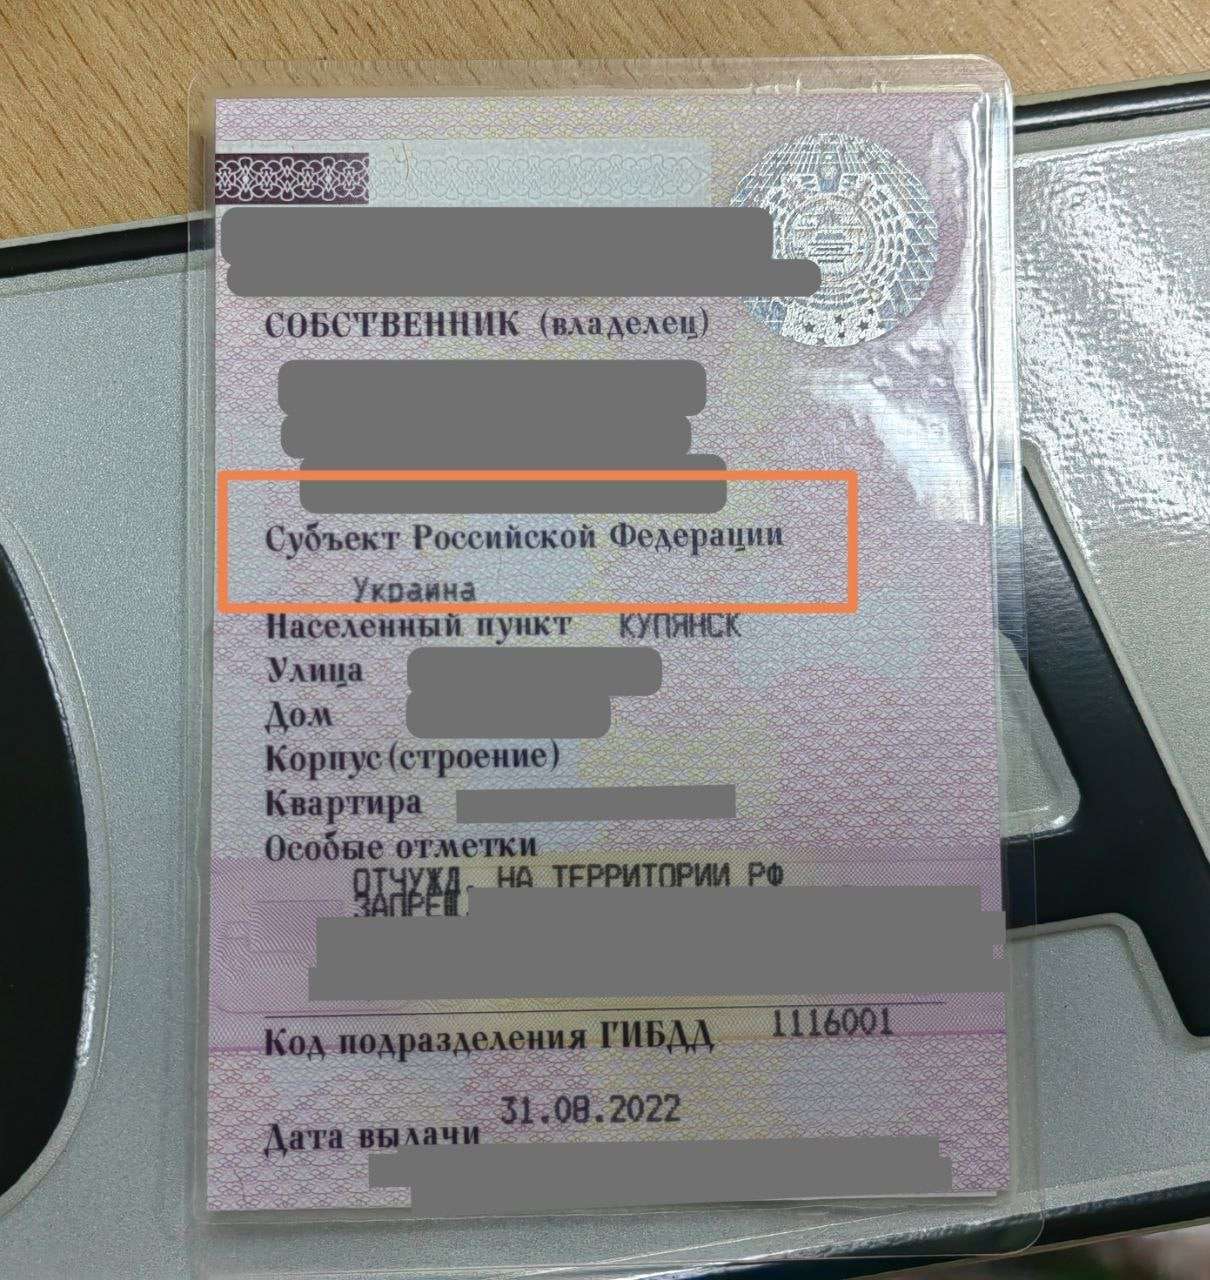 СОБСТВЕННИК (владелец)
Субъект Российской Федерации
Украина
Населенный пункт КУПЯНСК
Улица
Дом
Корпус(строение)
Квартира
Особые отметки
ОТЧУЖД. НА ТЕРРИТОРИИ РФ
ЗАПРЕЩ.
Код подразделения ГИБДД 1116001
31.08.2022
Дата выдачи